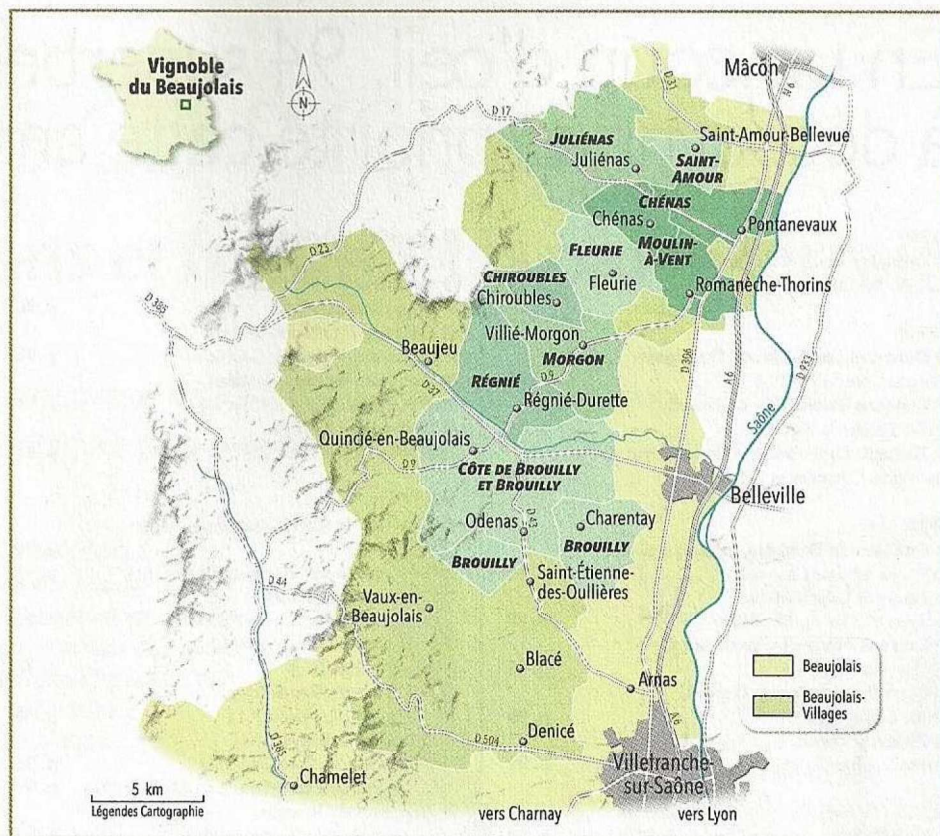 Vignoble
du Beaujolais
N
Mâcon
N 6
D 31
D 17
JULIÉNAS
Juliénas
Saint-Amour-Bellevue
SAINT-
AMOUR
CHÉNAS
Chénas
Pontanevaux
MOULIN-
À-VENT
FLEURIE
Fleurie
D 23
CHIROUBLES
Chiroubles
Romanèche-Thorins
D 386
Villié-Morgon
MORGON
Beaujeu
D 37
RÉGNIÉ
D 9
D 306
A 6
D 933
Saône
Régnié-Durette
Quincié-en-Beaujolais
D 9
CÔTE DE BROUILLY
ET BROUILLY
Belleville
Odenas
D 43
Charentay
BROUILLY
BROUILLY
Saint-Étienne-
des-Oullières
D 44
Vaux-en-
Beaujolais
Blacé
Beaujolais
Arnas
Beaujolais-
Villages
A6
Denicé
D 504
D 385
Villefranche-
sur-Saône
Chamelet
5 km
Légendes Cartographie
vers Charnay
vers Lyon